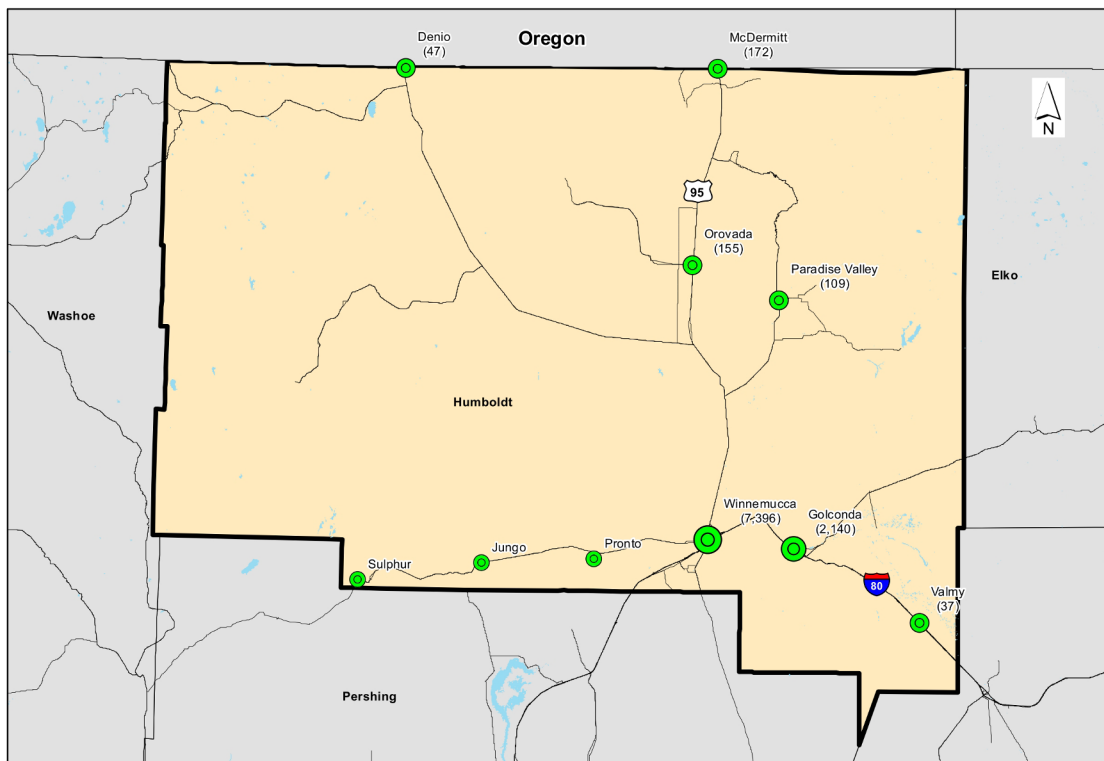 Denio
(47)
Oregon
McDermitt
(172)
N
95
Orovada
(155)
Paradise Valley
(109)
Elko
Washoe
Humboldt
Winnemucca
(7,396)
Golconda
(2,140)
Pronto
Jungo
Sulphur
80
Valmy
(37)
Pershing